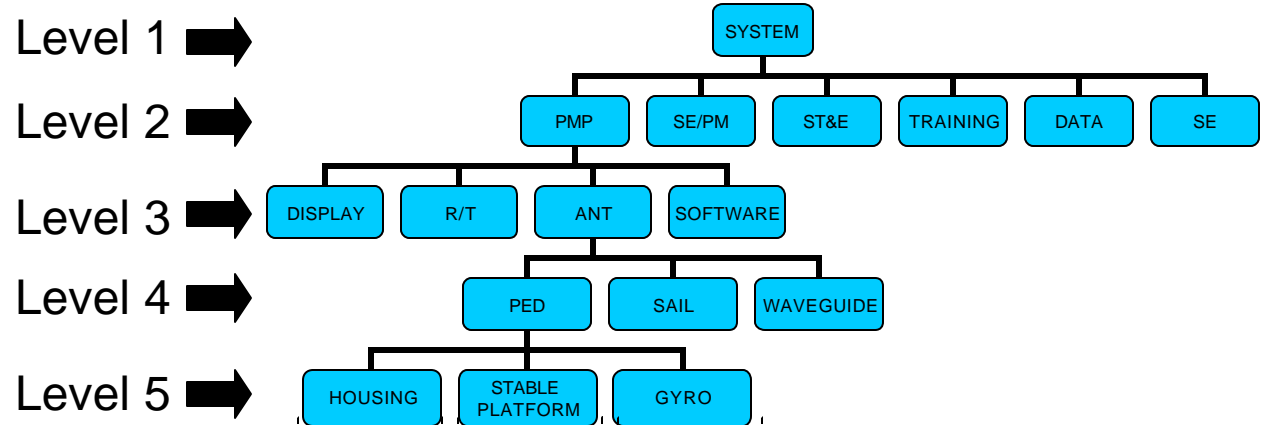 Level 1
SYSTEM
Level 2
PMP
SE/PM
ST&E
TRAINING
DATA
SE
Level 3
DISPLAY
R/T
ANT
SOFTWARE
Level 4
PED
SAIL
WAVEGUIDE
Level 5
HOUSING
STABLE
PLATFORM
GYRO